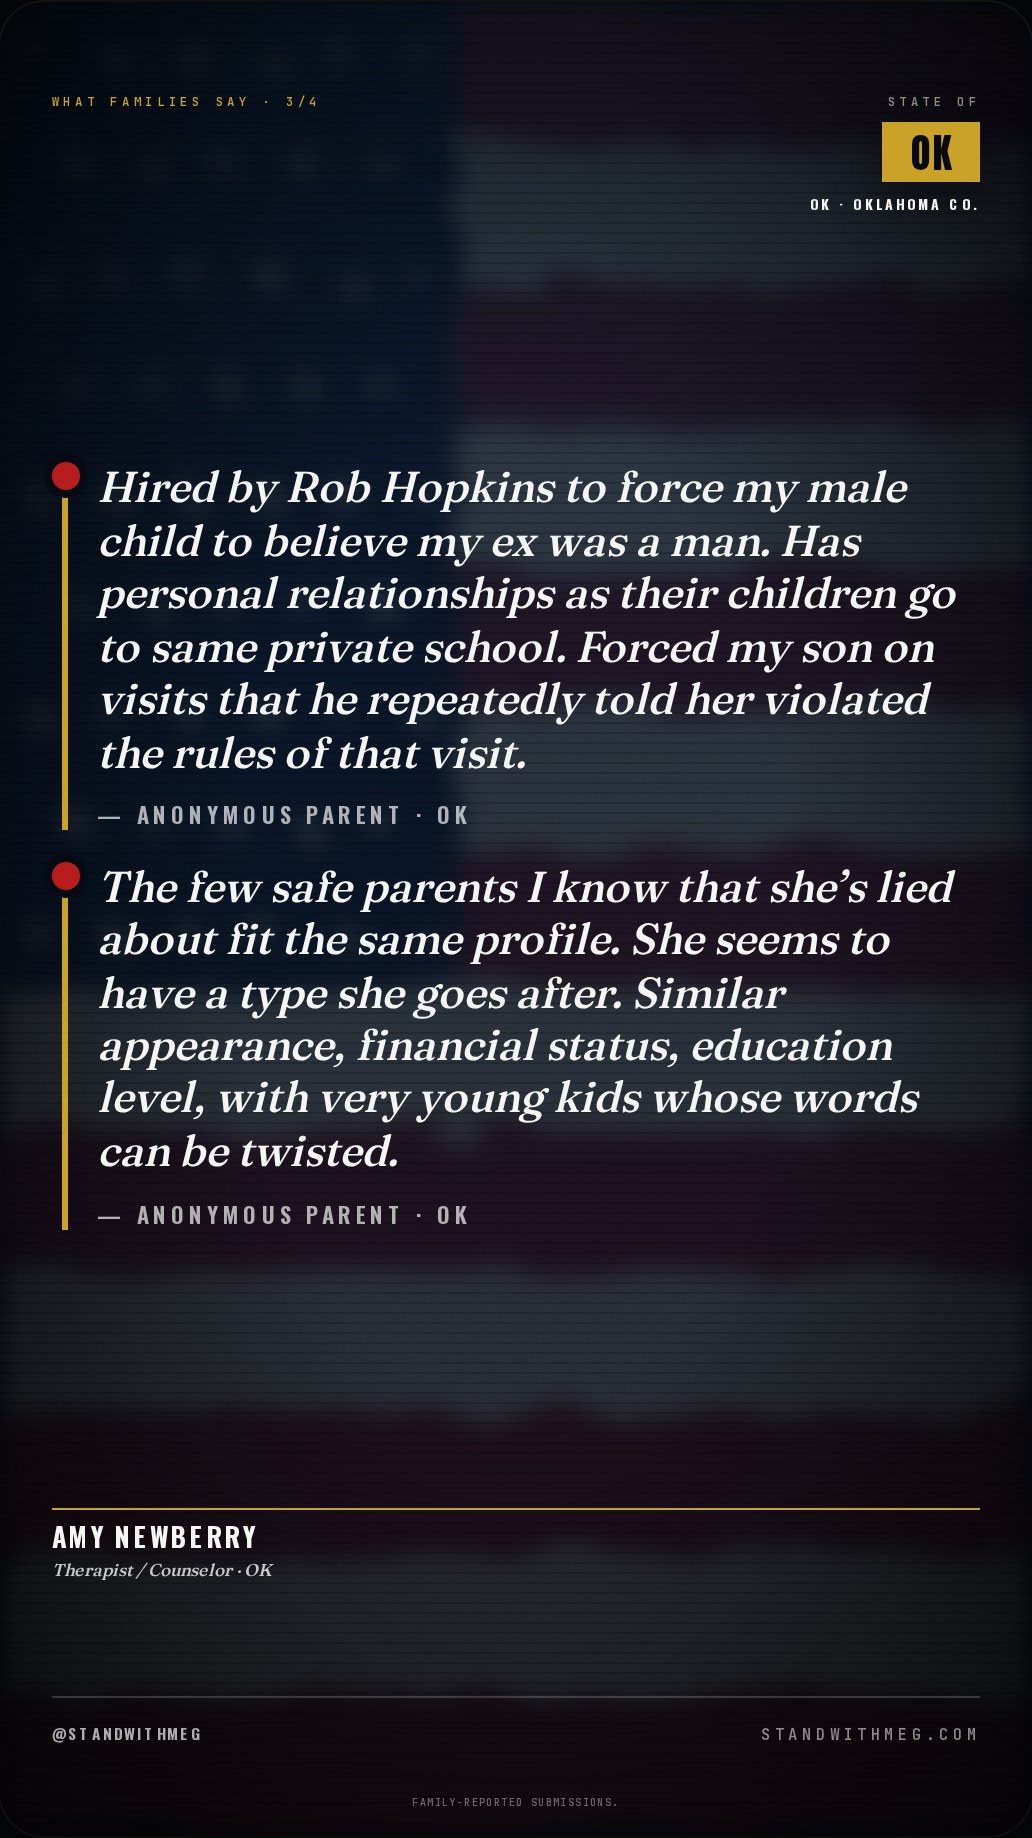 WHAT FAMILIES SAY · 3/4
STATE OF
OK
OK · OKLAHOMA CO.
Hired by Rob Hopkins to force my male
child to believe my ex was a man. Has
personal relationships as their children go
to same private school. Forced my son on
visits that he repeatedly told her violated
the rules of that visit.
— ANONYMOUS PARENT · OK
The few safe parents I know that she’s lied
about fit the same profile. She seems to
have a type she goes after. Similar
appearance, financial status, education
level, with very young kids whose words
can be twisted.
— ANONYMOUS PARENT · OK
AMY NEWBERRY
Therapist / Counselor · OK
@STANDWITHMEG
STANDWITHMEG.COM
FAMILY-REPORTED SUBMISSIONS.